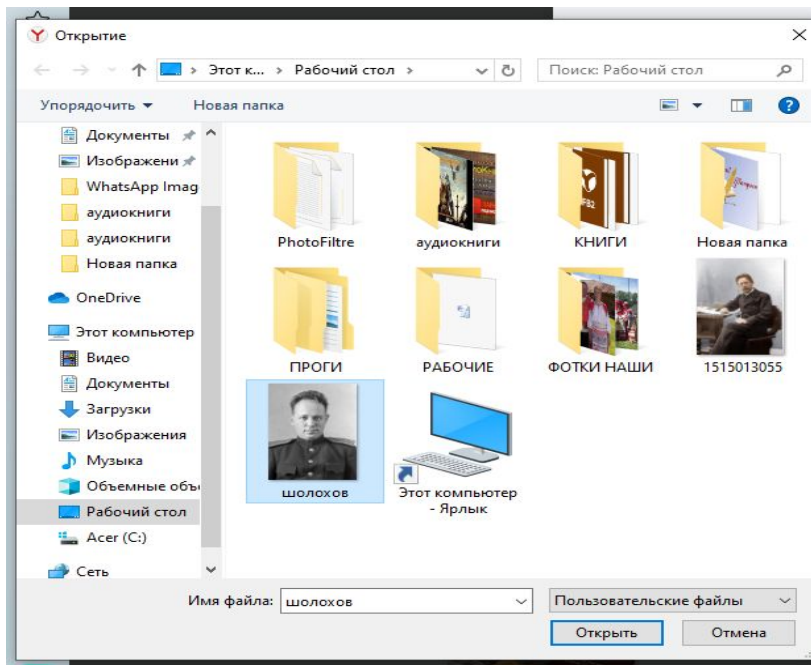 Открытие
Этот к... › Рабочий стол ›
Поиск: Рабочий стол
Упорядочить
Новая папка
Документы
Изображени
WhatsApp Imag
аудиокниги
аудиокниги
Новая папка
OneDrive
Этот компьютер
Видео
Документы
Загрузки
Изображения
Музыка
Объемные объ
Рабочий стол
Acer (C:)
Сеть
PhotoFiltre
аудиокниги
КНИГИ
Новая папка
ПРОГИ
РАБОЧИЕ
ФОТКИ НАШИ
1515013055
шолохов
Этот компьютер
- Ярлык
FB2
Имя файла: шолохов
Пользовательские файлы
Открыть
Отмена